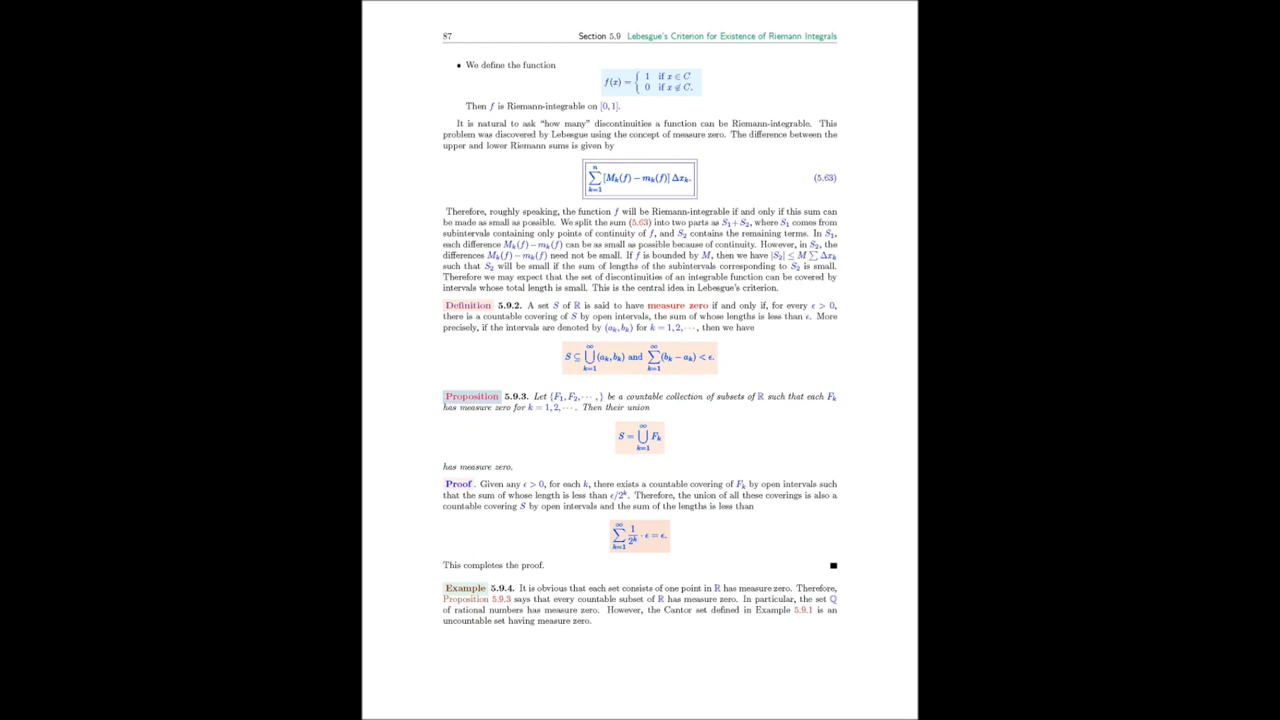 87 Section 5.9 Lebesgue's Criterion for Existence of Riemann Integrals
• We define the function
f(x) = { 1 if x ∈ C
0 if x ∉ C.
Then f is Riemann-integrable on [0, 1].
It is natural to ask “how many” discontinuities a function can be Riemann-integrable. This
problem was discovered by Lebesgue using the concept of measure zero. The difference between the
upper and lower Riemann sums is given by
∑_{k=1}^{n} [M_k(f) − m_k(f)] Δx_k. (5.63)
Therefore, roughly speaking, the function f will be Riemann-integrable if and only if this sum can
be made as small as possible. We split the sum (5.63) into two parts as S₁+S₂, where S₁ comes from
subintervals containing only points of continuity of f, and S₂ contains the remaining terms. In S₁,
each difference M_k(f)−m_k(f) can be as small as possible because of continuity. However, in S₂, the
differences M_k(f)−m_k(f) need not be small. If f is bounded by M, then we have |S₂| ≤ M ∑ Δx_k
such that S₂ will be small if the sum of lengths of the subintervals corresponding to S₂ is small.
Therefore we may expect that the set of discontinuities of an integrable function can be covered by
intervals whose total length is small. This is the central idea in Lebesgue's criterion.
Definition 5.9.2. A set S of ℝ is said to have measure zero if and only if, for every ϵ > 0,
there is a countable covering of S by open intervals, the sum of whose lengths is less than ϵ. More
precisely, if the intervals are denoted by (a_k, b_k) for k = 1, 2, ⋯, then we have
S ⊆ ⋃_{k=1}^{∞} (a_k, b_k) and ∑_{k=1}^{∞} (b_k − a_k) < ϵ.
Proposition 5.9.3. Let {F₁, F₂, ⋯ ,} be a countable collection of subsets of ℝ such that each F_k
has measure zero for k = 1, 2, ⋯. Then their union
S = ⋃_{k=1}^{∞} F_k
has measure zero.
Proof. Given any ϵ > 0, for each k, there exists a countable covering of F_k by open intervals such
that the sum of whose length is less than ϵ/2^k. Therefore, the union of all these coverings is also a
countable covering S by open intervals and the sum of the lengths is less than
∑_{k=1}^{∞} 1/2^k · ϵ = ϵ.
This completes the proof. ■
Example 5.9.4. It is obvious that each set consists of one point in ℝ has measure zero. Therefore,
Proposition 5.9.3 says that every countable subset of ℝ has measure zero. In particular, the set ℚ
of rational numbers has measure zero. However, the Cantor set defined in Example 5.9.1 is an
uncountable set having measure zero.